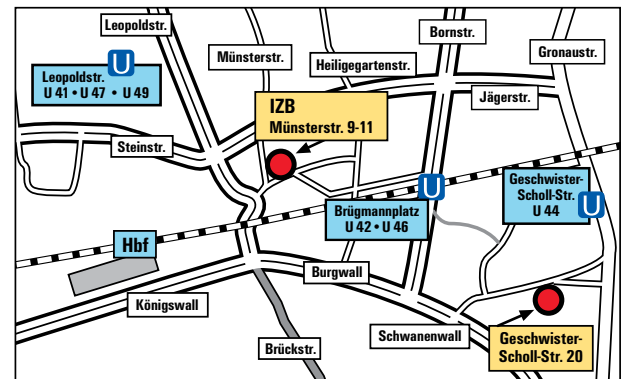 Leopoldstr.
Bornstr.
Münsterstr.
Heiligegartenstr.
Gronaustr.
U
Leopoldstr.
U 41 • U 47 • U 49
IZB
Münsterstr. 9-11
Jägerstr.
Steinstr.
U
Geschwister-
Scholl-Str.
U 44
U
Brügmannplatz
U 42 • U 46
Hbf
Burgwall
Königswall
Schwanenwall
Brückstr.
Geschwister-
Scholl-Str. 20